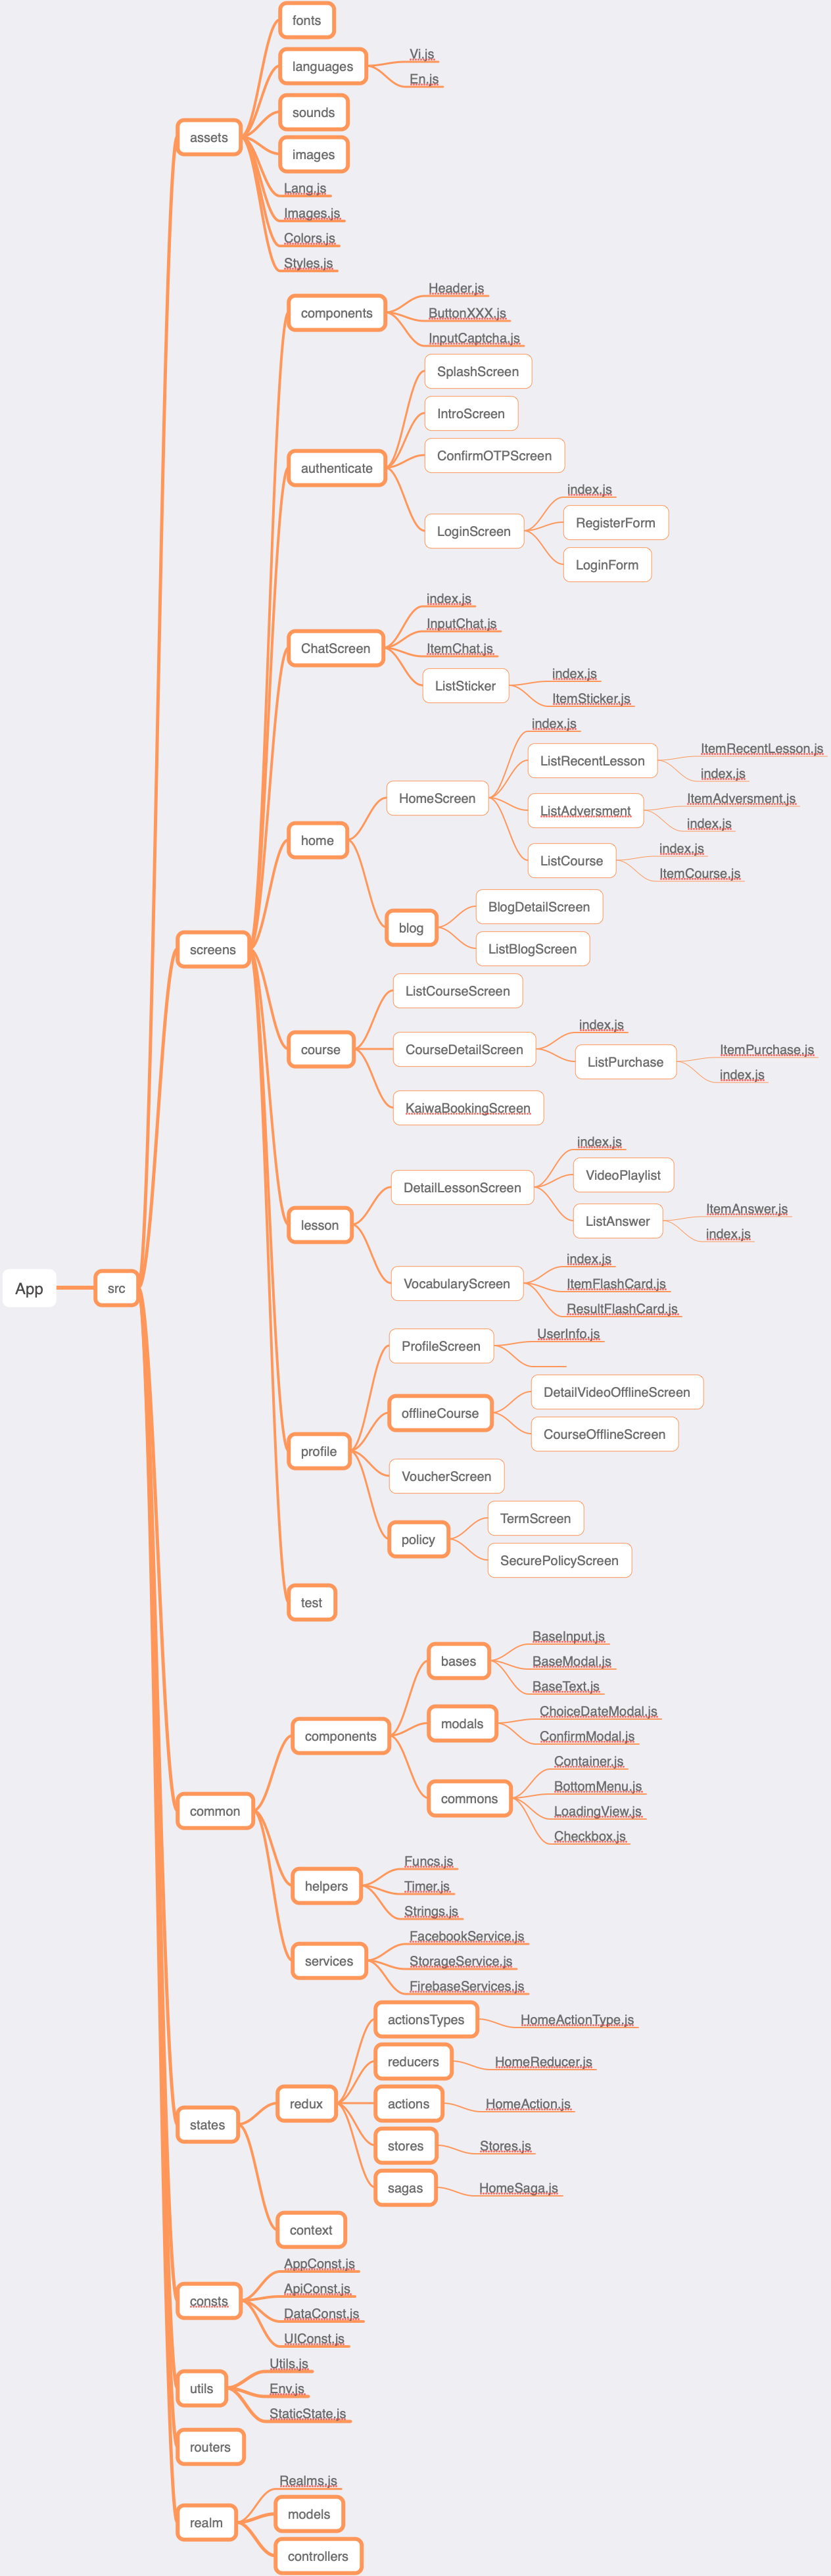 fonts
languages
Vi.js
En.js
sounds
assets
images
Lang.js
Images.js
Colors.js
Styles.js
Header.js
components
ButtonXXX.js
InputCaptcha.js
SplashScreen
IntroScreen
ConfirmOTPScreen
authenticate
index.js
RegisterForm
LoginScreen
LoginForm
index.js
InputChat.js
ChatScreen
ItemChat.js
index.js
ListSticker
ItemSticker.js
index.js
ItemRecentLesson.js
ListRecentLesson
index.js
HomeScreen
ItemAdversment.js
ListAdversment
index.js
home
index.js
ListCourse
ItemCourse.js
BlogDetailScreen
blog
ListBlogScreen
screens
ListCourseScreen
index.js
course
CourseDetailScreen
ItemPurchase.js
ListPurchase
index.js
KaiwaBookingScreen
index.js
VideoPlaylist
DetailLessonScreen
ItemAnswer.js
ListAnswer
index.js
lesson
index.js
VocabularyScreen
ItemFlashCard.js
ResultFlashCard.js
App
src
UserInfo.js
ProfileScreen
DetailVideoOfflineScreen
offlineCourse
CourseOfflineScreen
profile
VoucherScreen
TermScreen
policy
SecurePolicyScreen
test
BaseInput.js
bases
BaseModal.js
BaseText.js
ChoiceDateModal.js
modals
components
ConfirmModal.js
Container.js
BottomMenu.js
commons
LoadingView.js
common
Checkbox.js
Funcs.js
helpers
Timer.js
Strings.js
FacebookService.js
services
StorageService.js
FirebaseServices.js
actionsTypes
HomeActionType.js
reducers
HomeReducer.js
redux
actions
HomeAction.js
states
stores
Stores.js
sagas
HomeSaga.js
context
AppConst.js
ApiConst.js
consts
DataConst.js
UIConst.js
Utils.js
utils
Env.js
StaticState.js
routers
Realms.js
models
realm
controllers